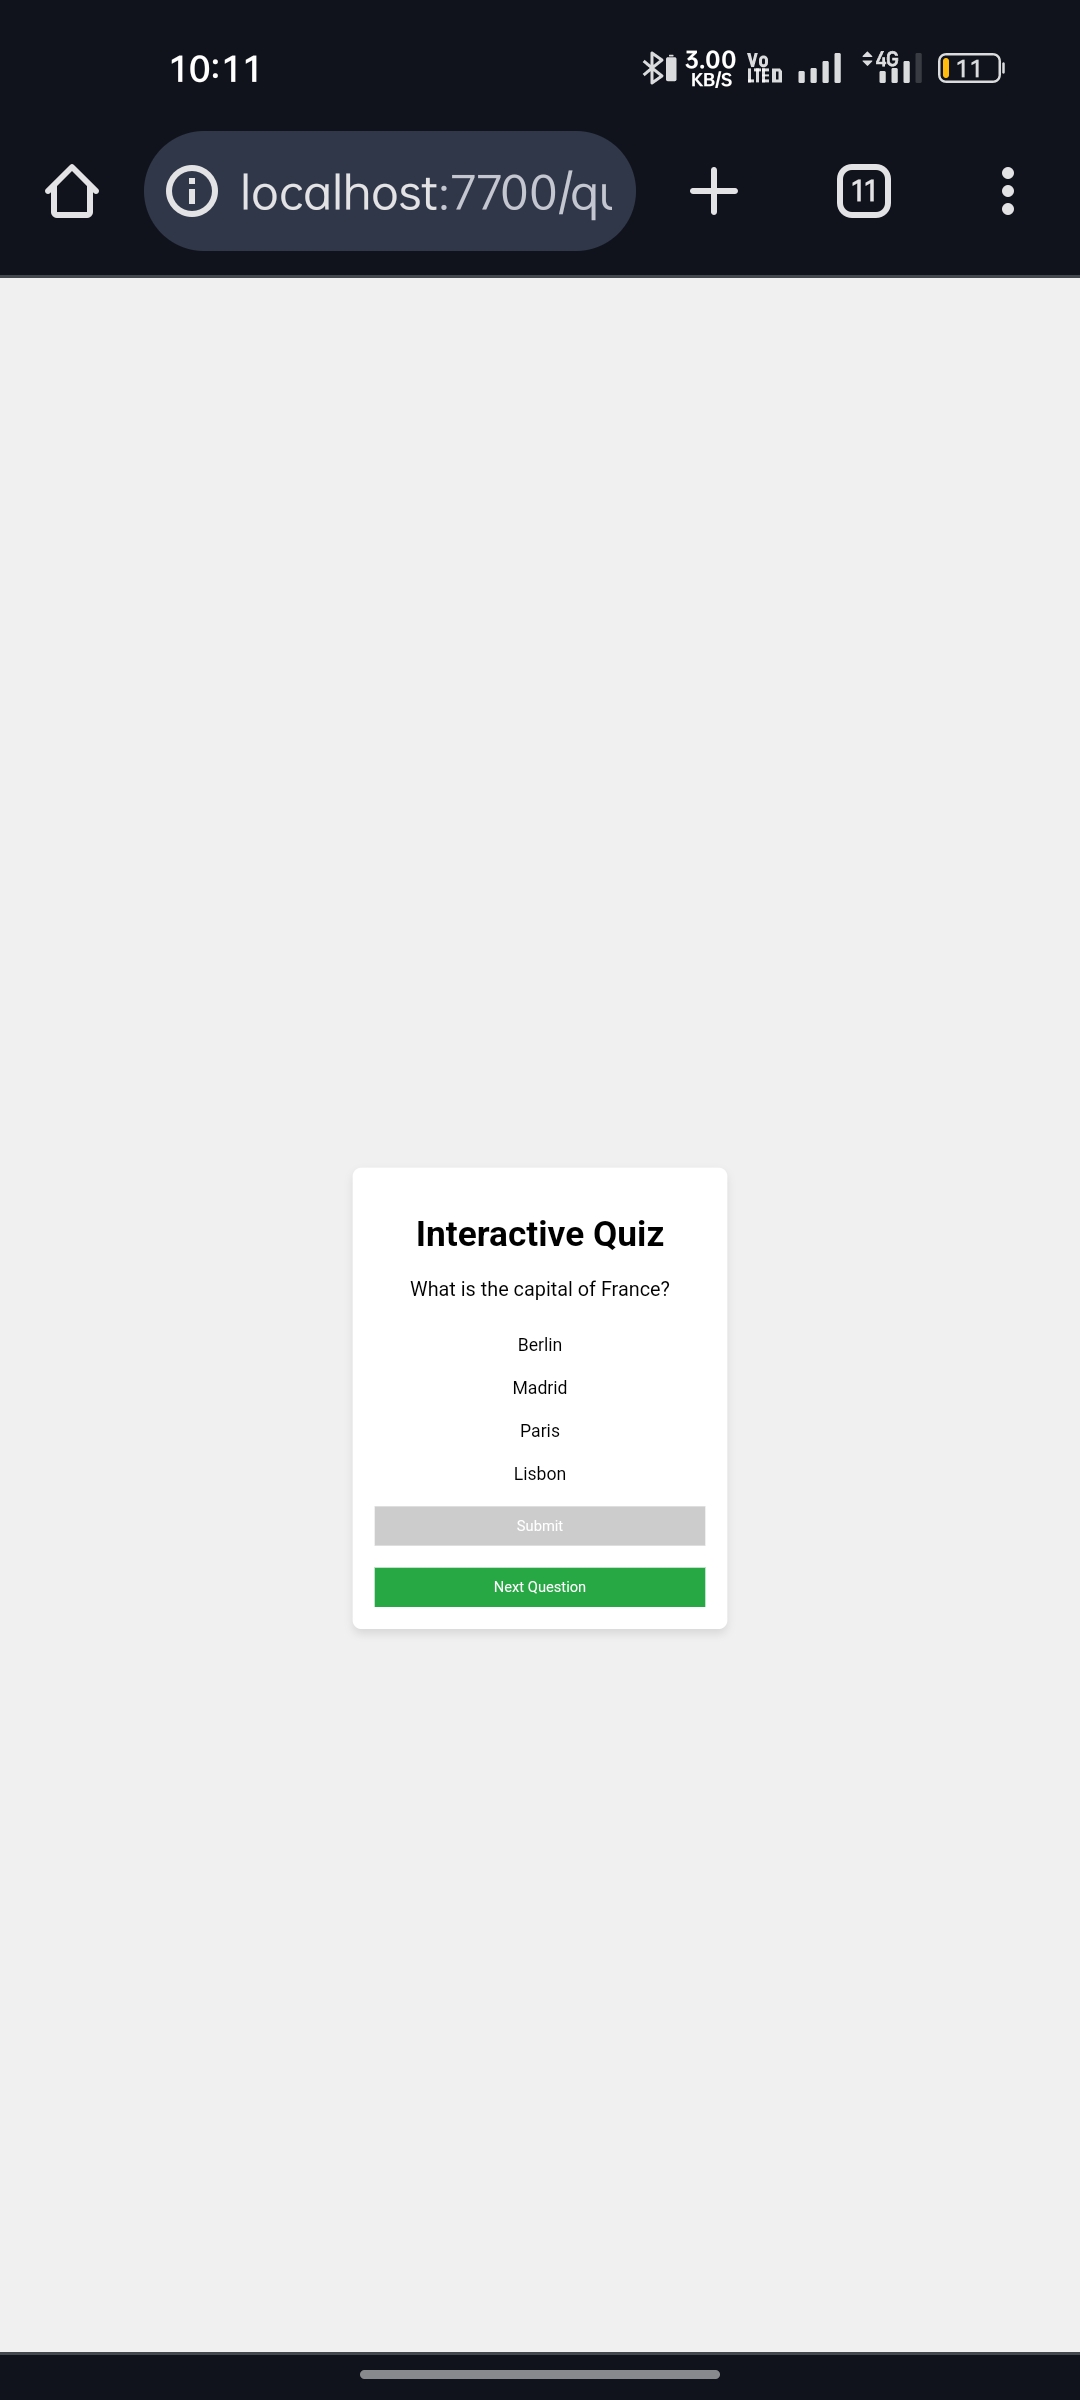 10:11
3.00
KB/S
Vo
LTE D
4G
11
localhost:7700/qu
11
Interactive Quiz
What is the capital of France?
Berlin
Madrid
Paris
Lisbon
Submit
Next Question